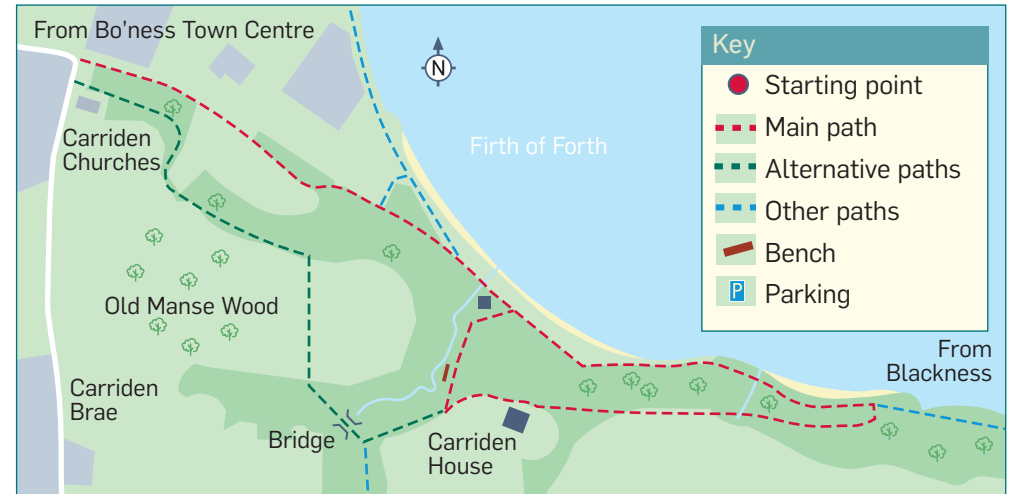 From Bo'ness Town Centre
N
Carriden
Churches
Firth of Forth
Old Manse Wood
Carriden
Brae
Bridge
Carriden
House
From
Blackness
Key
Starting point
Main path
Alternative paths
Other paths
Bench
P
Parking